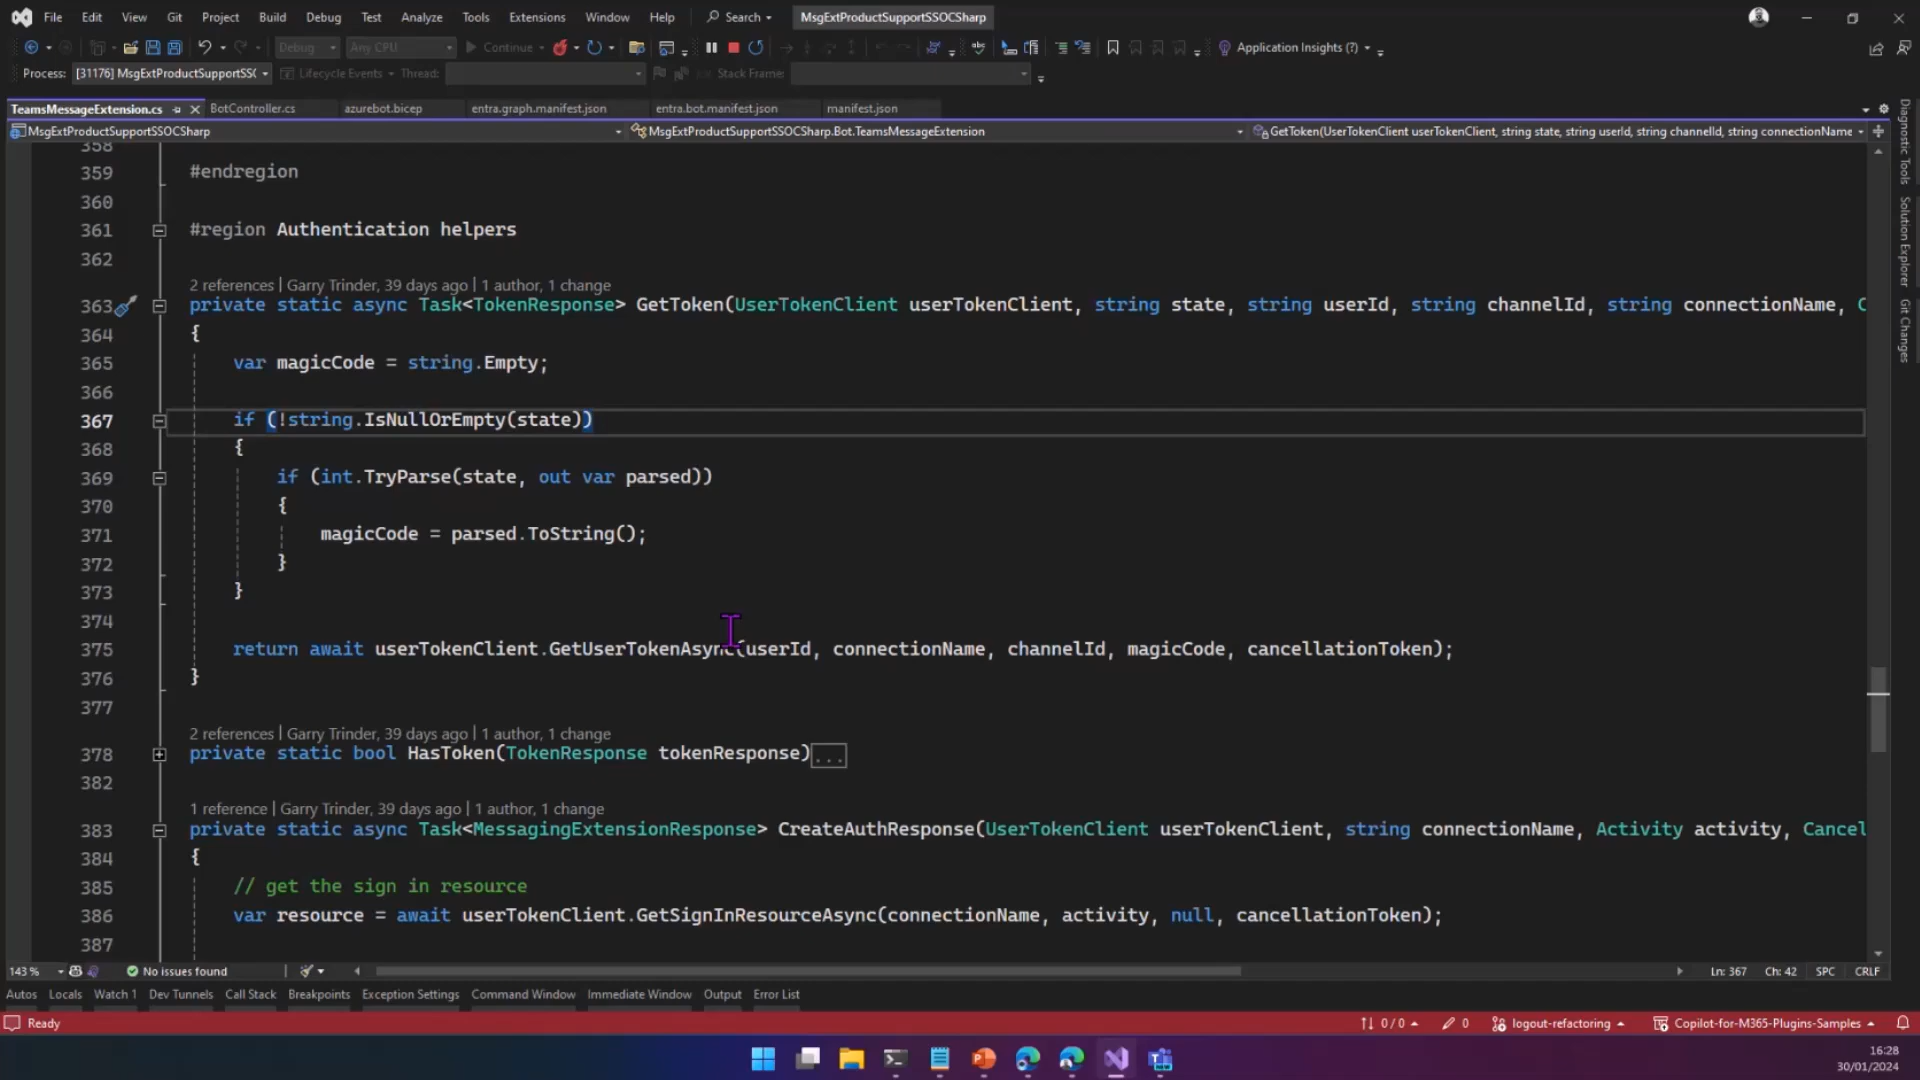 File Edit View Git Project Build Debug Test Analyze Tools Extensions Window Help Search MsgExtProductSupportSSOCSharp
Debug Any CPU Continue Application Insights (?)
Process: [31176] MsgExtProductSupportSS( Lifecycle Events Thread: Stack Frame:
TeamsMessageExtension.cs BotController.cs azurebot.bicep entra.graph.manifest.json entra.bot.manifest.json manifest.json
MsgExtProductSupportSSOCSharp MsgExtProductSupportSSOCSharp.Bot.TeamsMessageExtension GetToken(UserTokenClient userTokenClient, string state, string userId, string channelId, string connectionName
358
359 #endregion
360
361 #region Authentication helpers
362
2 references | Garry Trinder, 39 days ago | 1 author, 1 change
363 private static async Task<TokenResponse> GetToken(UserTokenClient userTokenClient, string state, string userId, string channelId, string connectionName, C
364 {
365 var magicCode = string.Empty;
366
367 if (!string.IsNullOrEmpty(state))
368 {
369 if (int.TryParse(state, out var parsed))
370 {
371 magicCode = parsed.ToString();
372 }
373 }
374
375 return await userTokenClient.GetUserTokenAsync(userId, connectionName, channelId, magicCode, cancellationToken);
376 }
377
2 references | Garry Trinder, 39 days ago | 1 author, 1 change
378 private static bool HasToken(TokenResponse tokenResponse)...
382
1 reference | Garry Trinder, 39 days ago | 1 author, 1 change
383 private static async Task<MessagingExtensionResponse> CreateAuthResponse(UserTokenClient userTokenClient, string connectionName, Activity activity, Cancel
384 {
385 // get the sign in resource
386 var resource = await userTokenClient.GetSignInResourceAsync(connectionName, activity, null, cancellationToken);
387
143 % No issues found Ln: 367 Ch: 42 SPC CRLF
Autos Locals Watch 1 Dev Tunnels Call Stack Breakpoints Exception Settings Command Window Immediate Window Output Error List
Ready 0 / 0 0 logout-refactoring Copilot-for-M365-Plugins-Samples
16:28
30/01/2024
Diagnostic Tools
Solution Explorer
Git Changes